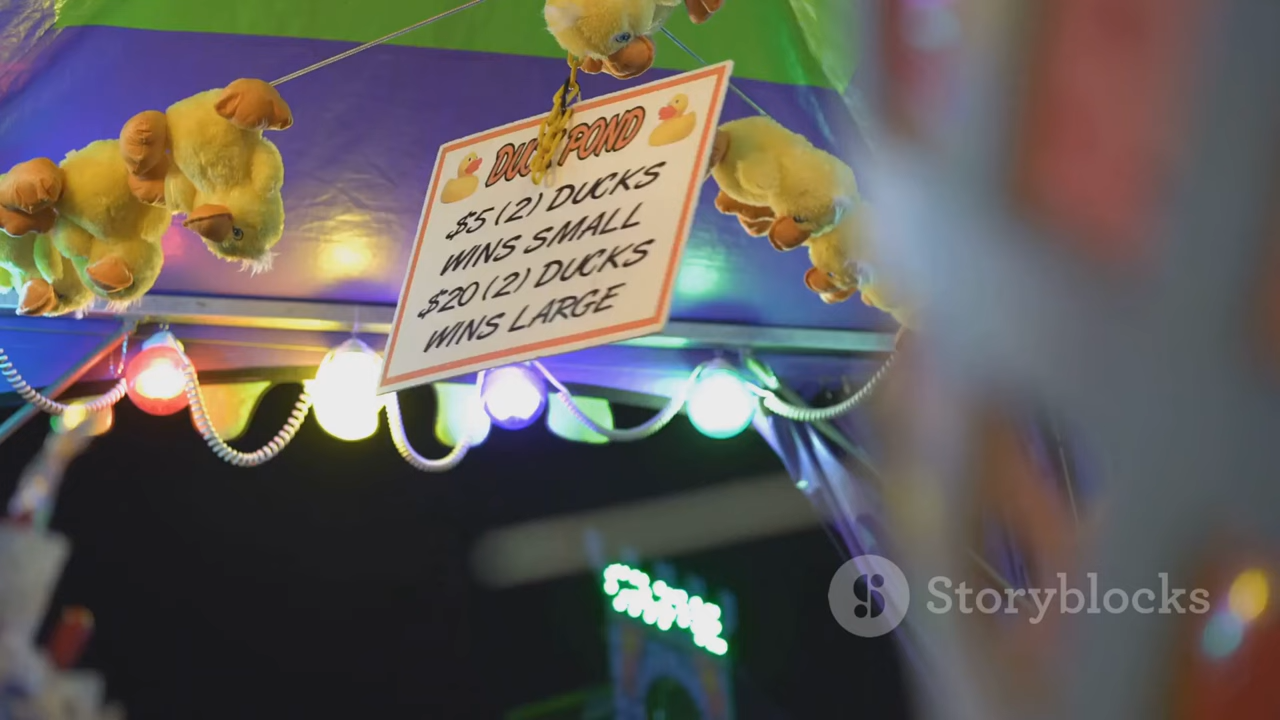 DUCK POND
$5 (2) DUCKS
WINS SMALL
$20 (2) DUCKS
WINS LARGE
Storyblocks